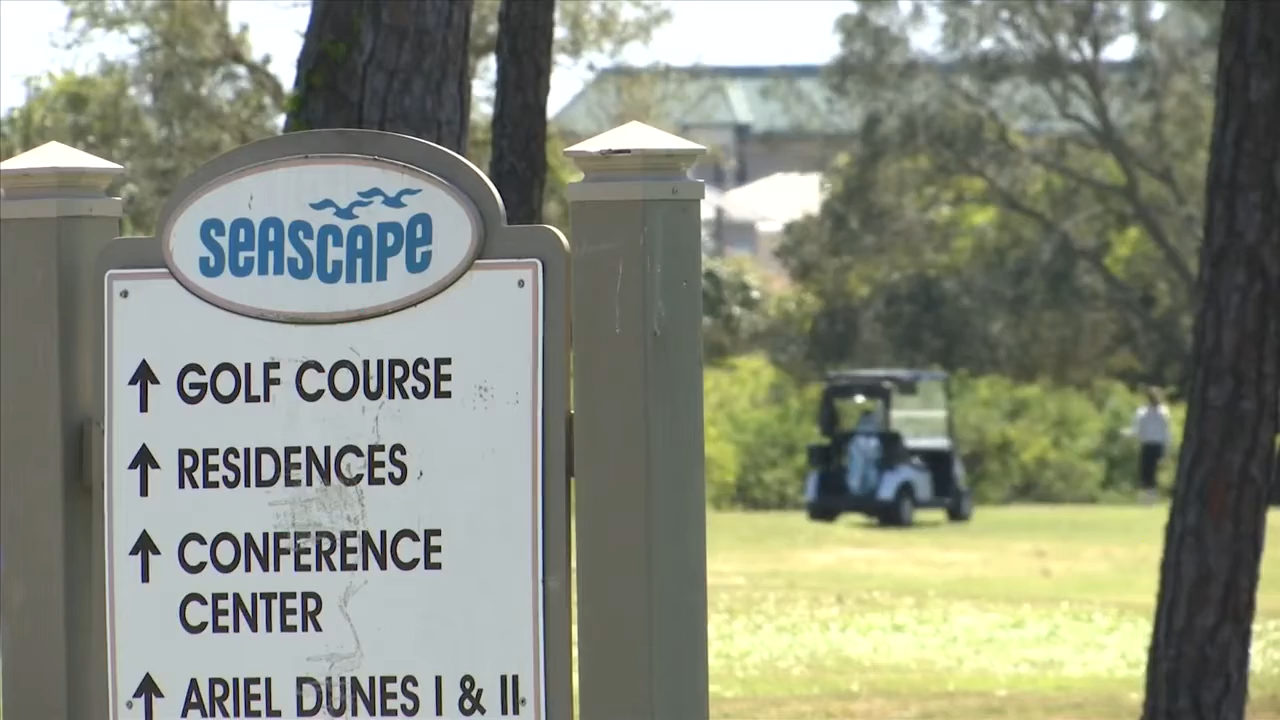 SEASCAPE
GOLF COURSE
RESIDENCES
CONFERENCE
CENTER
ARIEL DUNES I & II